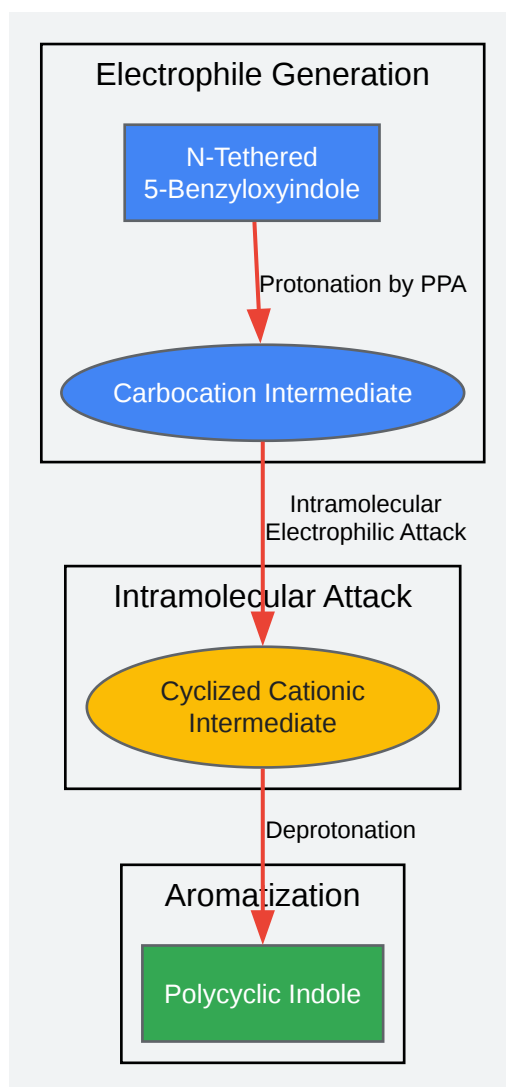 Electrophile Generation
N-Tethered
5-Benzyloxyindole
Protonation by PPA
Carbocation Intermediate
Intramolecular
Electrophilic Attack
Intramolecular Attack
Cyclized Cationic
Intermediate
Deprotonation
Aromatization
Polycyclic Indole